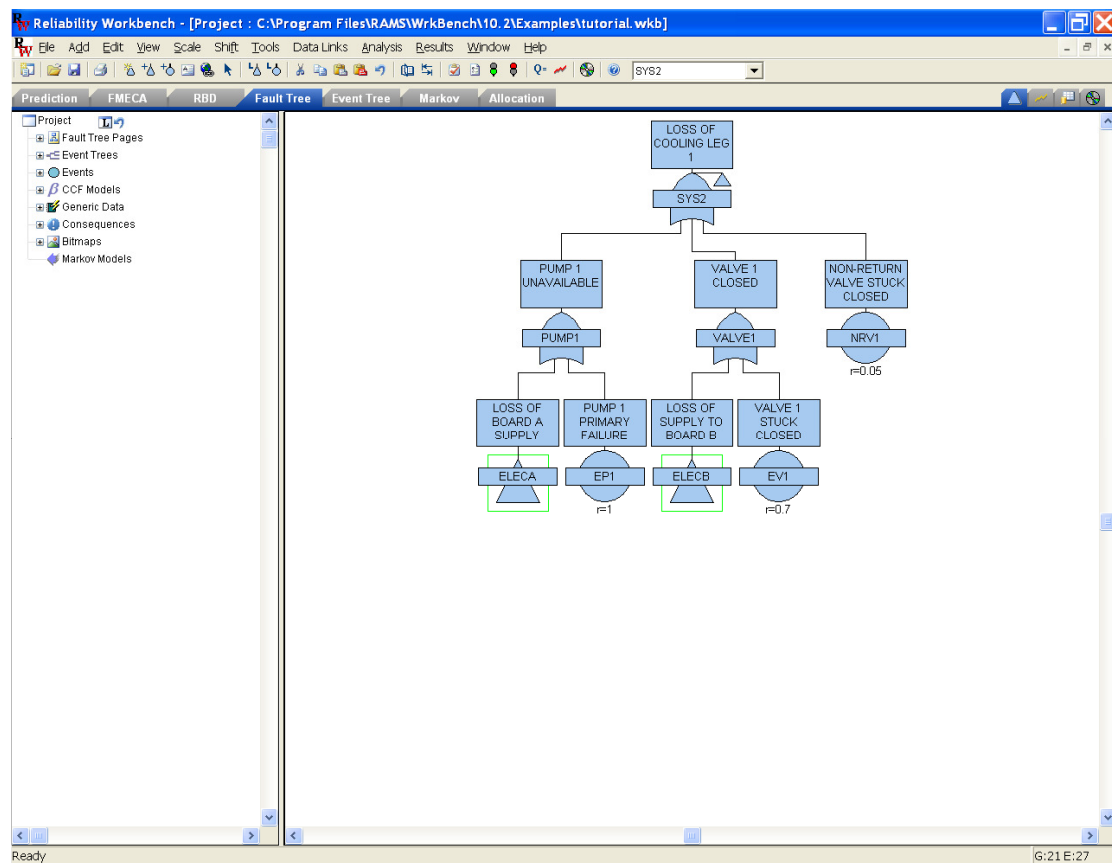 Reliability Workbench - [Project : C:\Program Files\RAMS\WrkBench\10.2\Examples\tutorial.wkb]
File Add Edit View Scale Shift Tools Data Links Analysis Results Window Help
Q= SYS2
Prediction FMECA RBD Fault Tree Event Tree Markov Allocation
Project
Fault Tree Pages
Event Trees
Events
β CCF Models
Generic Data
Consequences
Bitmaps
Markov Models
LOSS OF
COOLING LEG
1
SYS2
PUMP 1
UNAVAILABLE
PUMP1
VALVE 1
CLOSED
VALVE1
NON-RETURN
VALVE STUCK
CLOSED
NRV1
r=0.05
LOSS OF
BOARD A
SUPPLY
ELECA
PUMP 1
PRIMARY
FAILURE
EP1
r=1
LOSS OF
SUPPLY TO
BOARD B
ELECB
VALVE 1
STUCK
CLOSED
EV1
r=0.7
Ready G:21 E:27